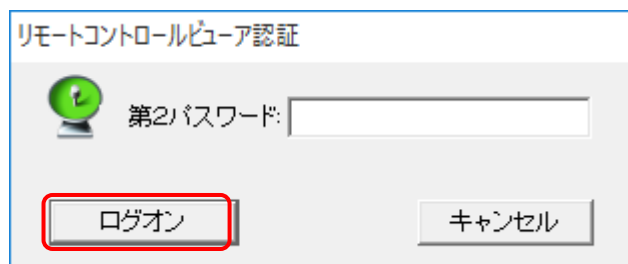 リモートコントロールビューア認証
第2パスワード:
ログオン キャンセル